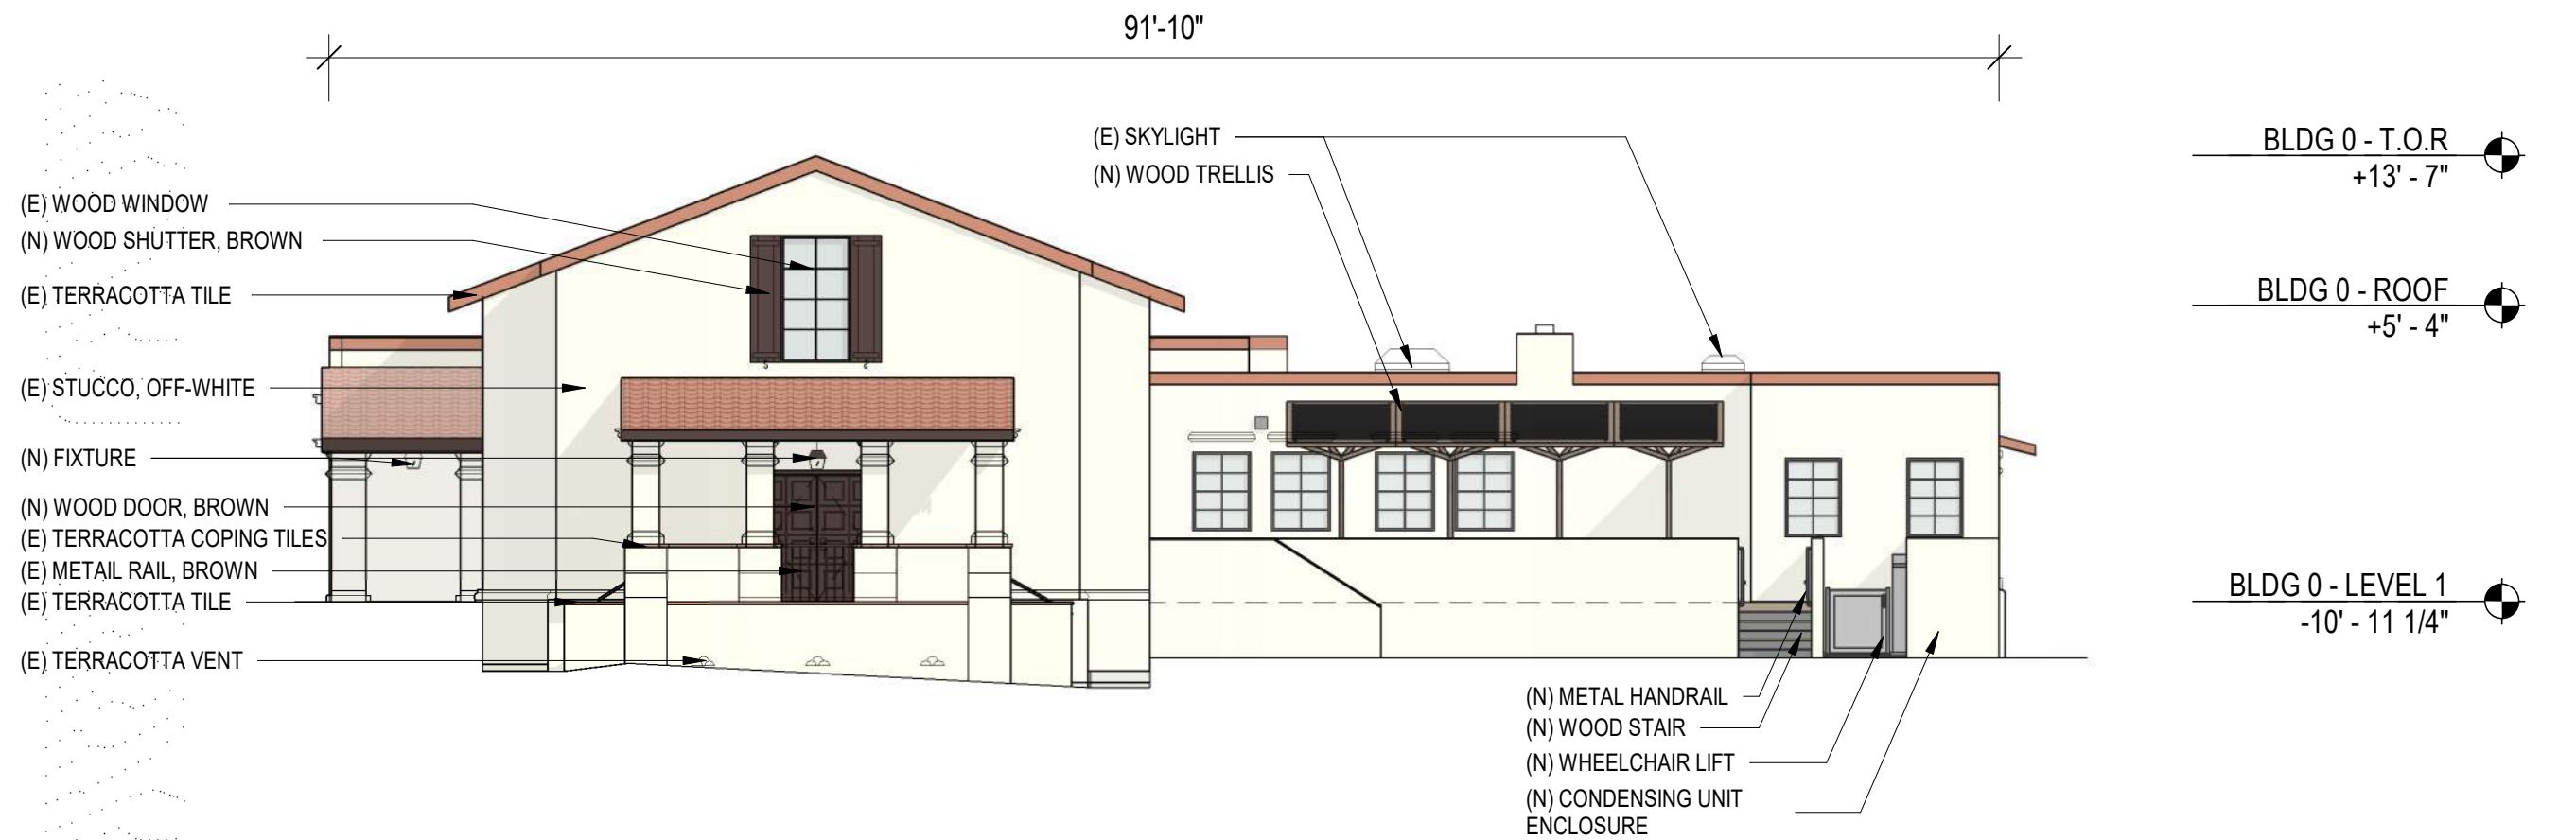 91'-10"
(E) SKYLIGHT
(N) WOOD TRELLIS
BLDG 0 - T.O.R
+13' - 7"
(E) WOOD WINDOW
(N) WOOD SHUTTER, BROWN
(E) TERRACOTTA TILE
BLDG 0 - ROOF
+5' - 4"
(E) STUCCO, OFF-WHITE
(N) FIXTURE
(N) WOOD DOOR, BROWN
(E) TERRACOTTA COPING TILES
(E) METAIL RAIL, BROWN
(E) TERRACOTTA TILE
(E) TERRACOTTA VENT
BLDG 0 - LEVEL 1
-10' - 11 1/4"
(N) METAL HANDRAIL
(N) WOOD STAIR
(N) WHEELCHAIR LIFT
(N) CONDENSING UNIT
ENCLOSURE